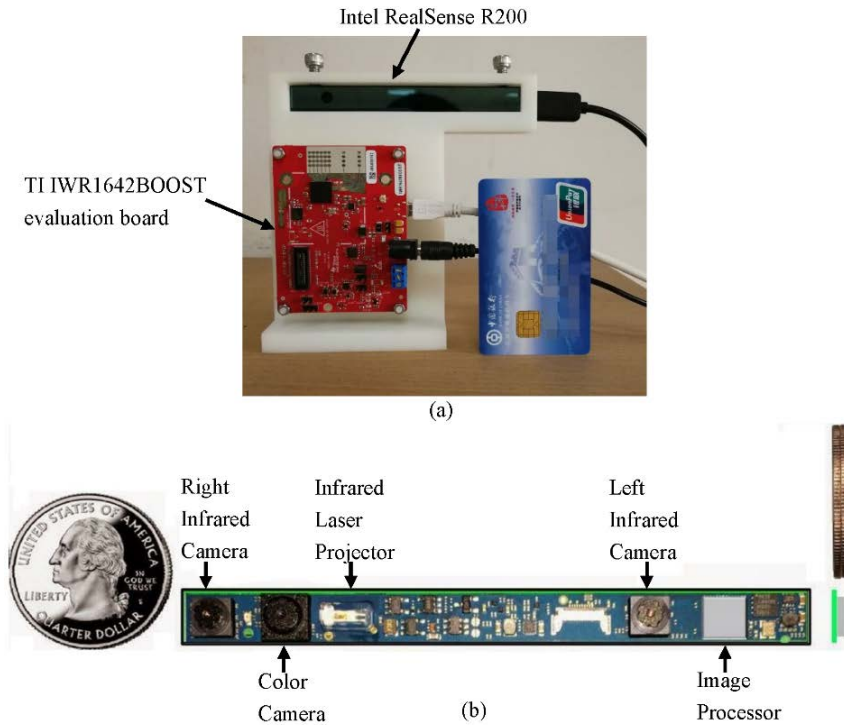 Intel RealSense R200
TI IWR1642BOOST
evaluation board
UnionPay
(a)
Right
Infrared
Camera
Infrared
Laser
Projector
Left
Infrared
Camera
UNITED STATES OF AMERICA
LIBERTY
IN
GOD WE
TRUST
S
QUARTER DOLLAR
Color
Camera
(b)
Image
Processor